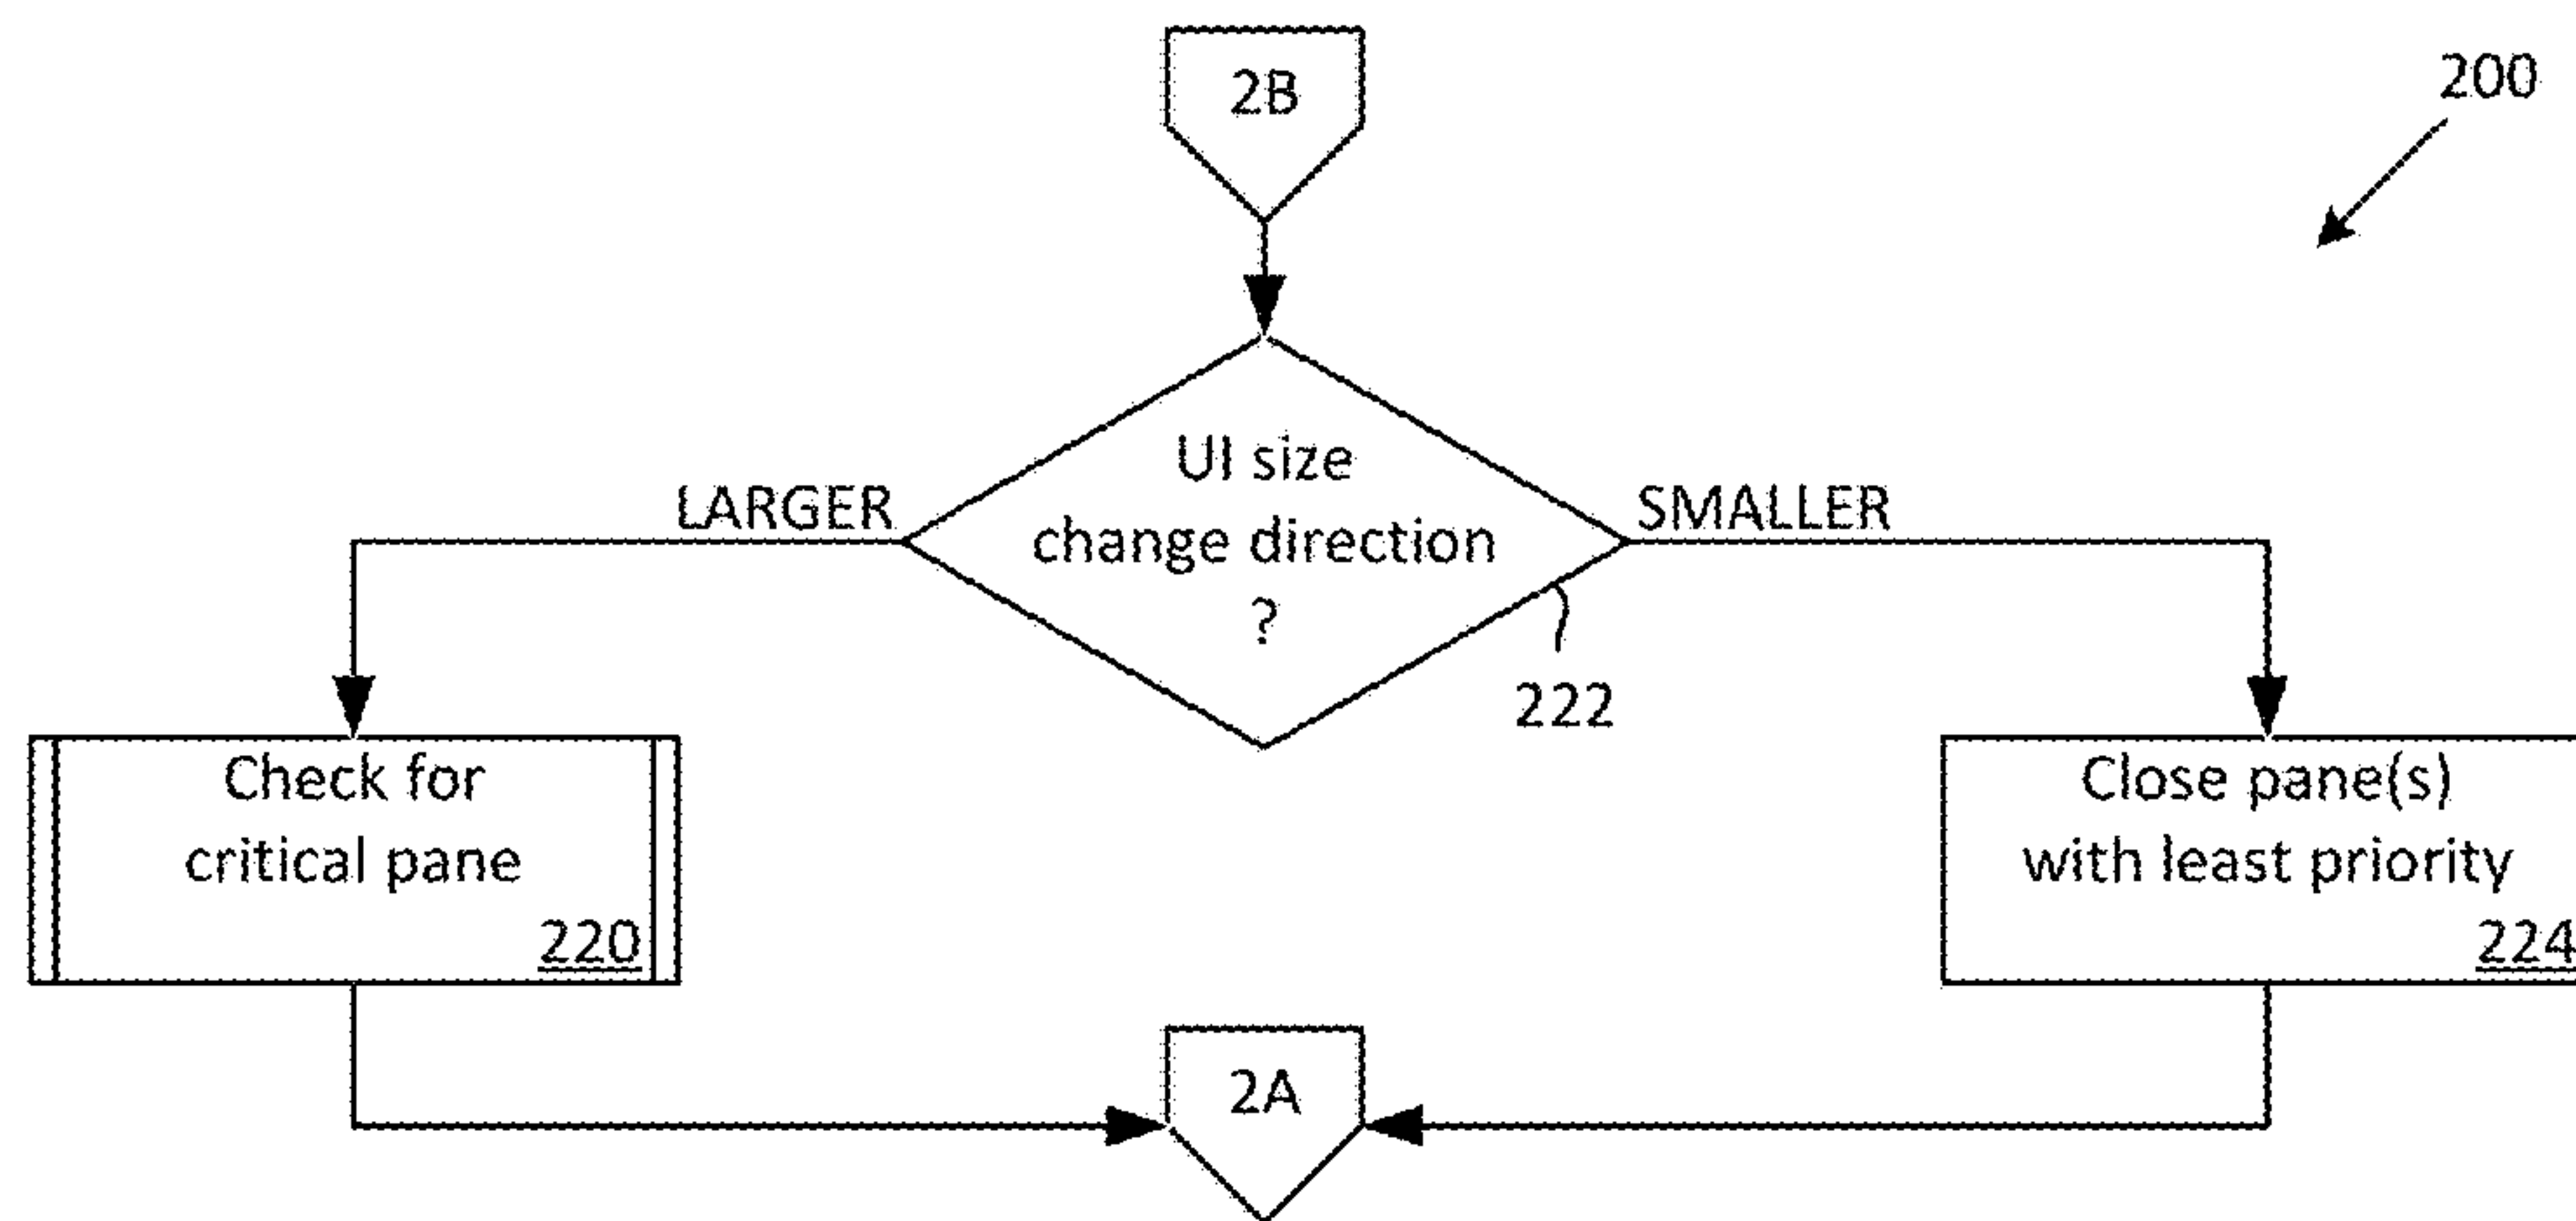 2B
200
UI size
change direction
?
LARGER
SMALLER
222
Check for
critical pane
220
Close pane(s)
with least priority
224
2A